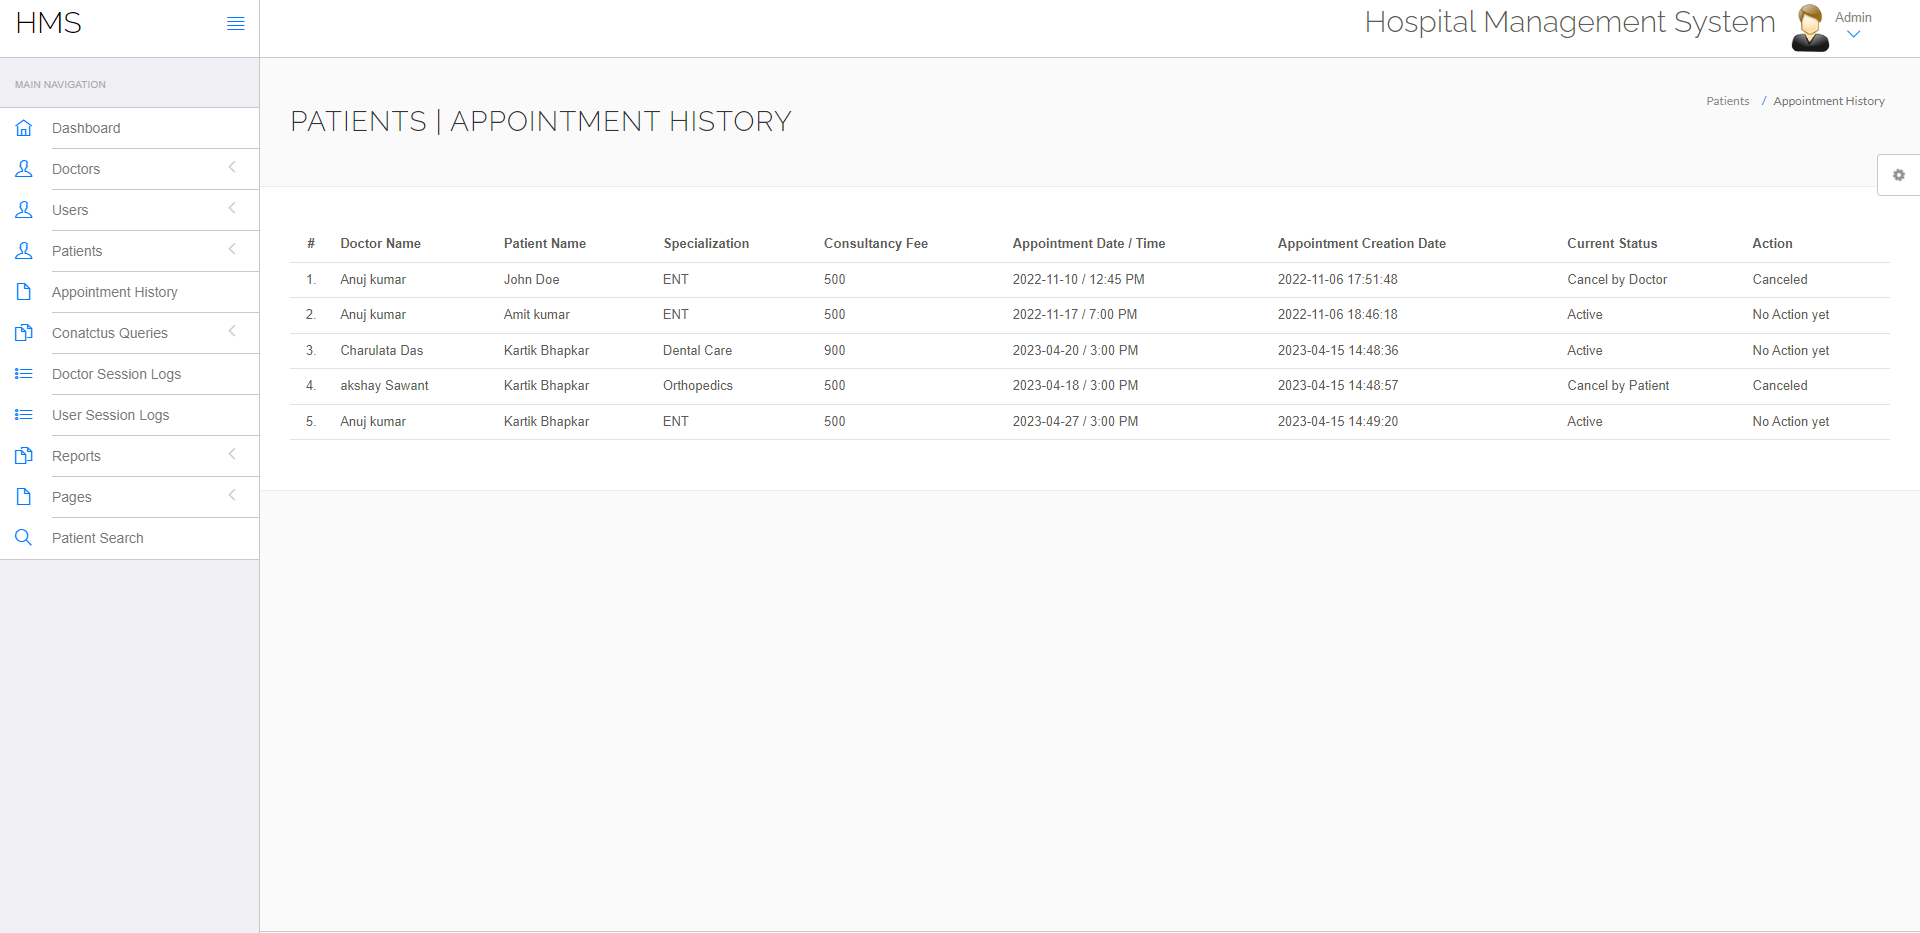 HMS
Hospital Management System
Admin
MAIN NAVIGATION
Dashboard
Doctors
Users
Patients
Appointment History
Conatctus Queries
Doctor Session Logs
User Session Logs
Reports
Pages
Patient Search
PATIENTS | APPOINTMENT HISTORY
Patients / Appointment History
# Doctor Name Patient Name Specialization Consultancy Fee Appointment Date / Time Appointment Creation Date Current Status Action
1. Anuj kumar John Doe ENT 500 2022-11-10 / 12:45 PM 2022-11-06 17:51:48 Cancel by Doctor Canceled
2. Anuj kumar Amit kumar ENT 500 2022-11-17 / 7:00 PM 2022-11-06 18:46:18 Active No Action yet
3. Charulata Das Kartik Bhapkar Dental Care 900 2023-04-20 / 3:00 PM 2023-04-15 14:48:36 Active No Action yet
4. akshay Sawant Kartik Bhapkar Orthopedics 500 2023-04-18 / 3:00 PM 2023-04-15 14:48:57 Cancel by Patient Canceled
5. Anuj kumar Kartik Bhapkar ENT 500 2023-04-27 / 3:00 PM 2023-04-15 14:49:20 Active No Action yet